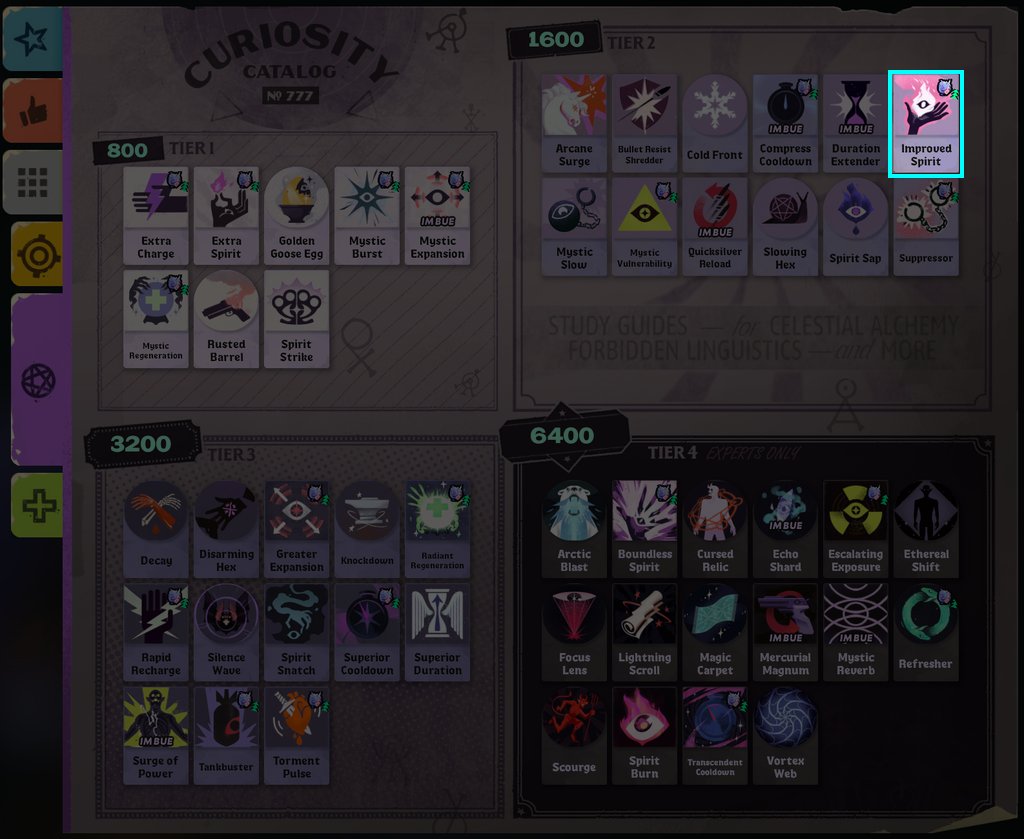 CURIOSITY
CATALOG
Nº 777
800 TIER 1
Extra Charge
Extra Spirit
Golden Goose Egg
Mystic Burst
IMBUE
Mystic Expansion
Mystic Regeneration
Rusted Barrel
Spirit Strike
1600 TIER 2
Arcane Surge
Bullet Resist Shredder
Cold Front
IMBUE
Compress Cooldown
IMBUE
Duration Extender
Improved Spirit
Mystic Slow
Mystic Vulnerability
IMBUE
Quicksilver Reload
Slowing Hex
Spirit Sap
Suppressor
STUDY GUIDES — for CELESTIAL ALCHEMY
FORBIDDEN LINGUISTICS — and MORE
3200 TIER 3
Decay
Disarming Hex
Greater Expansion
Knockdown
Radiant Regeneration
Rapid Recharge
Silence Wave
Spirit Snatch
Superior Cooldown
Superior Duration
IMBUE
Surge of Power
Tankbuster
Torment Pulse
6400 TIER 4 EXPERTS ONLY
Arctic Blast
Boundless Spirit
Cursed Relic
IMBUE
Echo Shard
Escalating Exposure
Ethereal Shift
Focus Lens
Lightning Scroll
Magic Carpet
IMBUE
Mercurial Magnum
IMBUE
Mystic Reverb
Refresher
Scourge
Spirit Burn
Transcendent Cooldown
Vortex Web